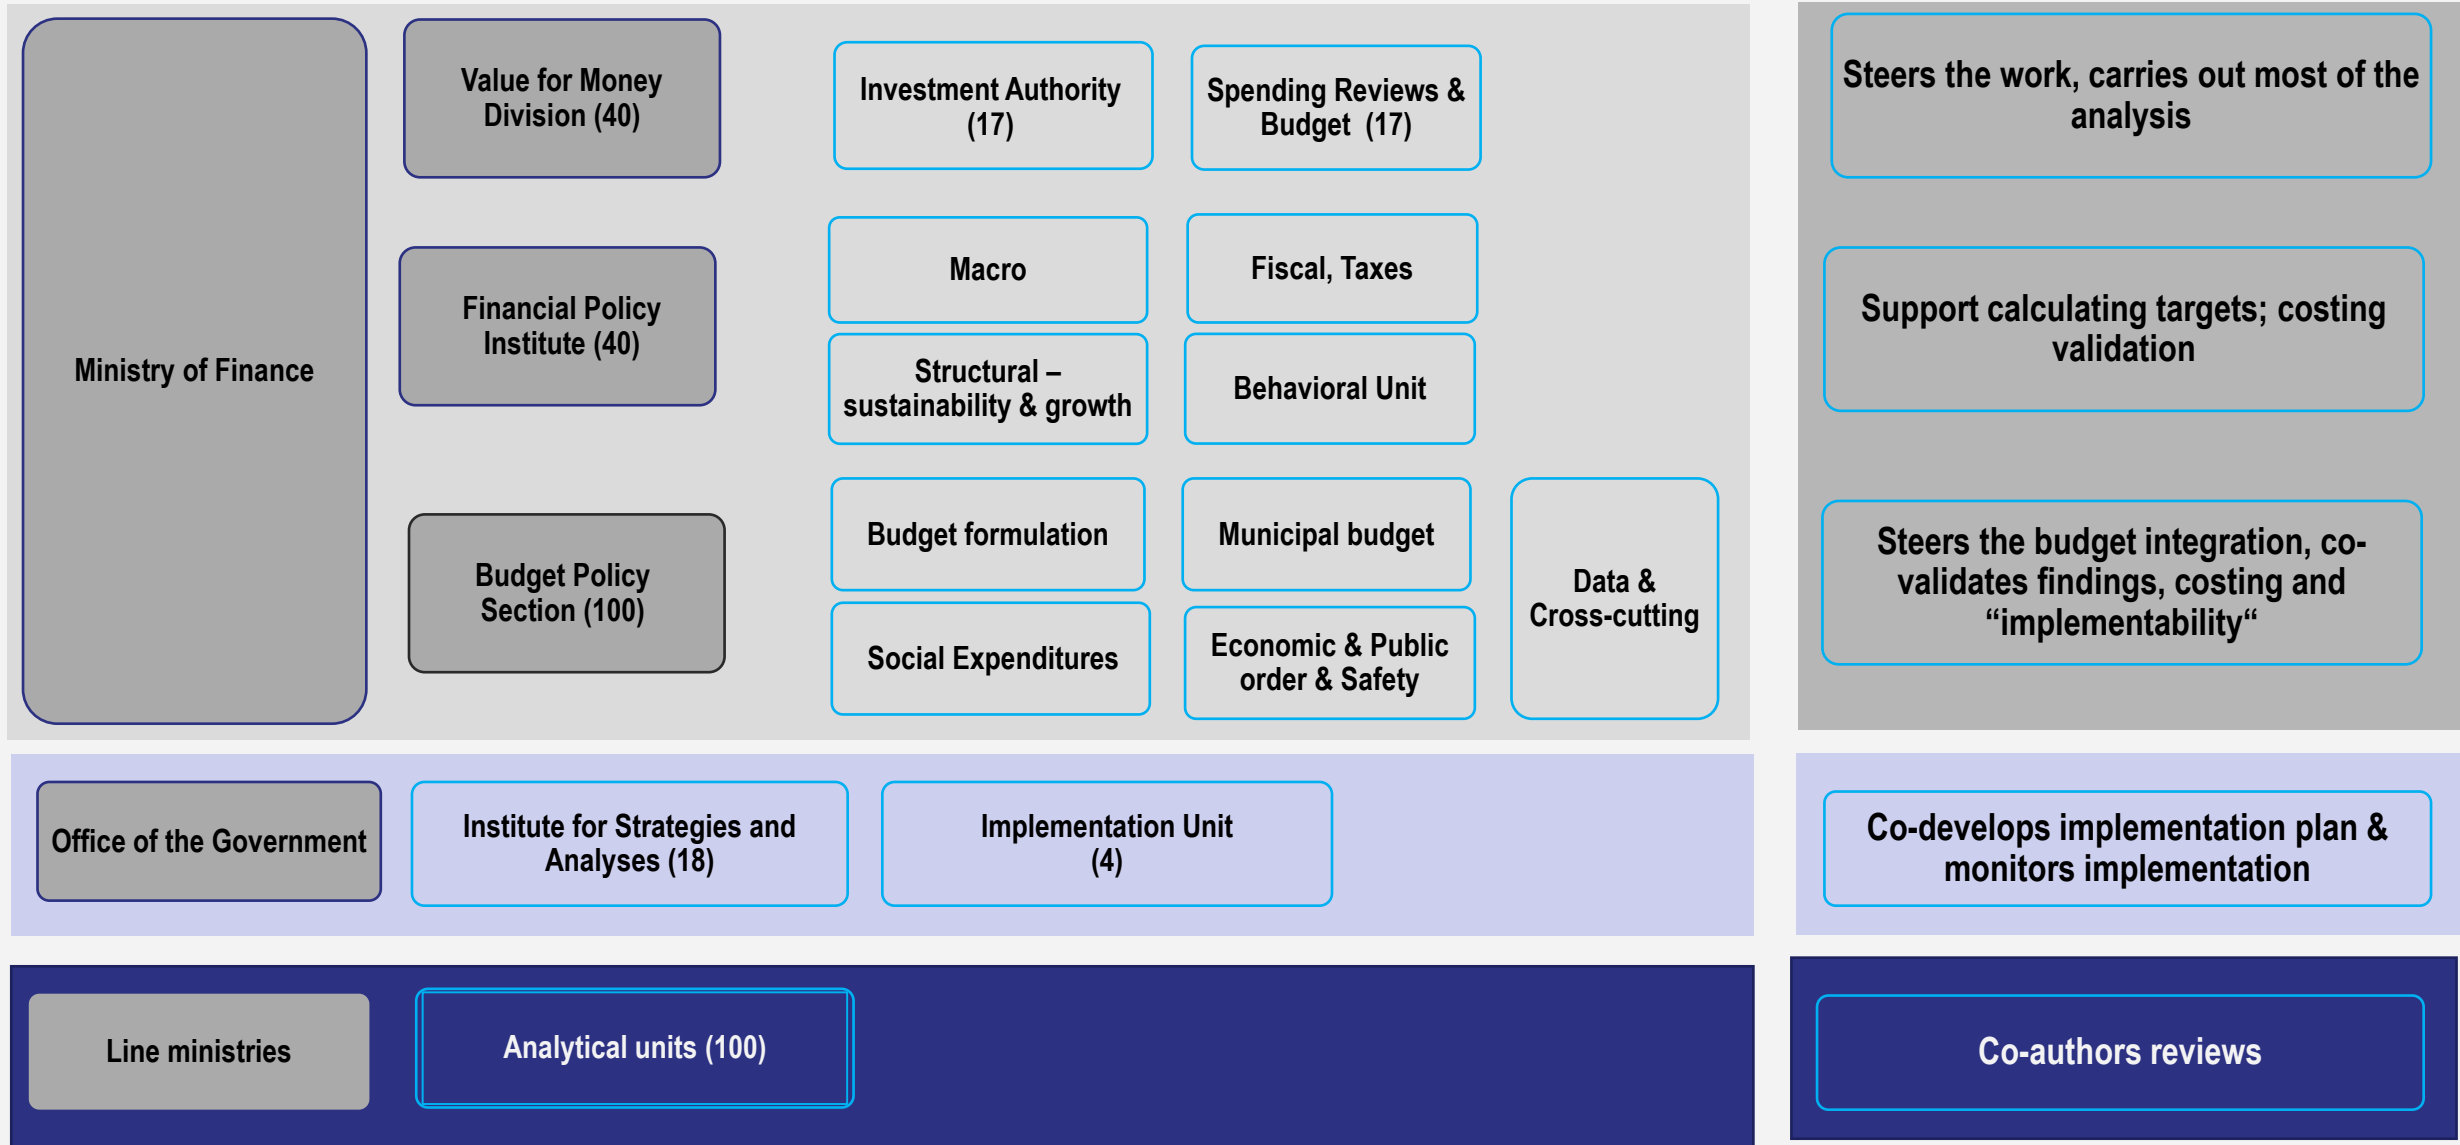 Ministry of Finance
Value for Money
Division (40)
Investment Authority
(17)
Spending Reviews &
Budget  (17)
Steers the work, carries out most of the
analysis
Financial Policy
Institute (40)
Macro
Fiscal, Taxes
Structural –
sustainability & growth
Behavioral Unit
Support calculating targets; costing
validation
Budget Policy
Section (100)
Budget formulation
Municipal budget
Social Expenditures
Economic & Public
order & Safety
Data &
Cross-cutting
Steers the budget integration, co-
validates findings, costing and
“implementability“
Office of the Government
Institute for Strategies and
Analyses (18)
Implementation Unit
(4)
Co-develops implementation plan &
monitors implementation
Line ministries
Analytical units (100)
Co-authors reviews